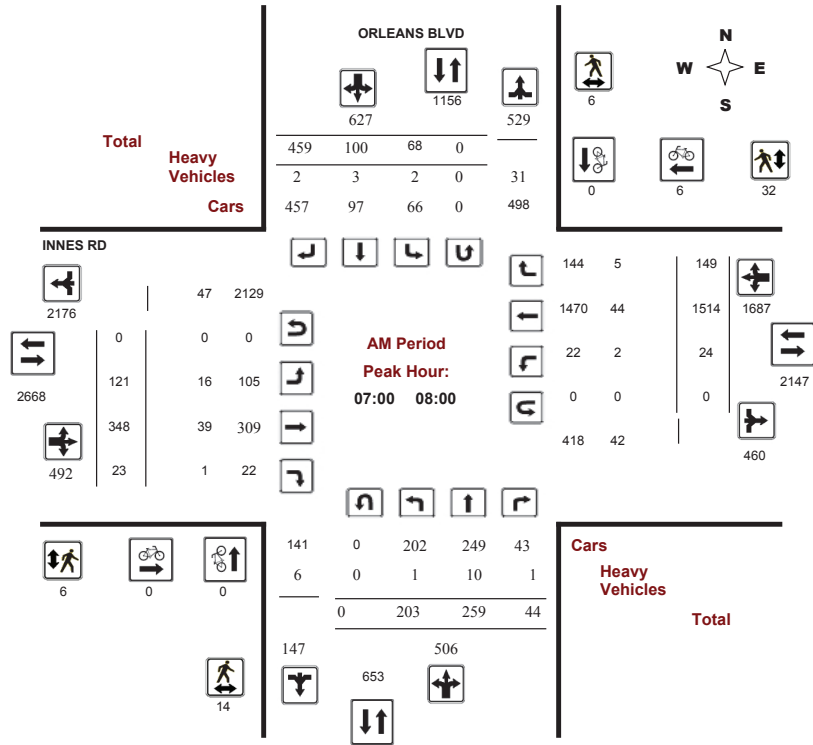 ORLEANS BLVD
N
W E
S
1156
6
627 529
Total 459 100 68 0
Heavy
Vehicles 2 3 2 0 31
Cars 457 97 66 0 498
0 6 32
INNES RD
2176 47 2129
144 5 149
1687
1470 44 1514
0 0 0
AM Period
Peak Hour:
07:00 08:00
22 2 24
2147
2668
121 16 105
0 0 0
348 39 309
418 42 460
492 23 1 22
141 0 202 249 43 Cars
6 0 1 10 1 Heavy
Vehicles
0 203 259 44 Total
6 0 0
147 506
653
14